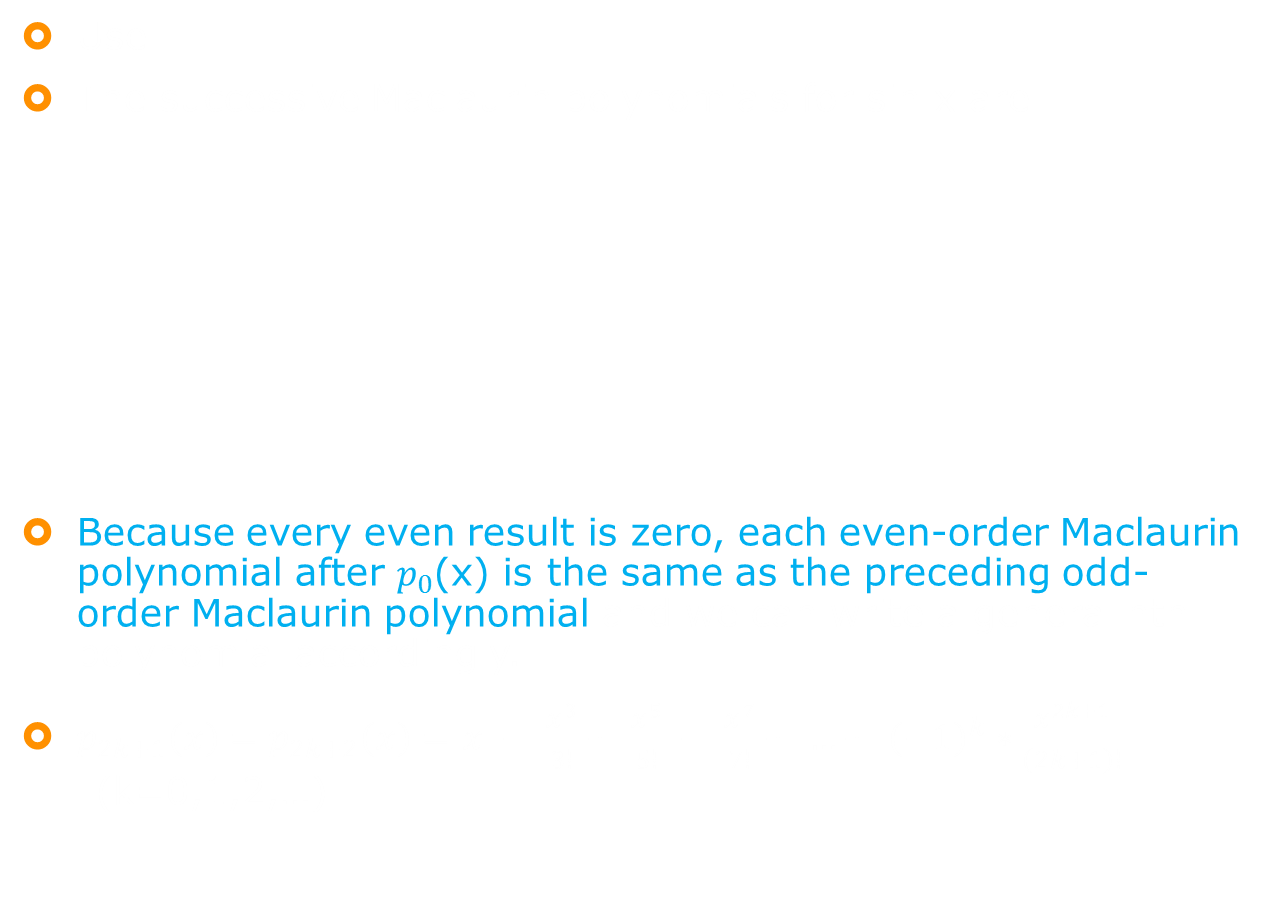 Because every even result is zero, each even-order Maclaurin
polynomial after 𝑝₀(x) is the same as the preceding odd-
order Maclaurin polynomial